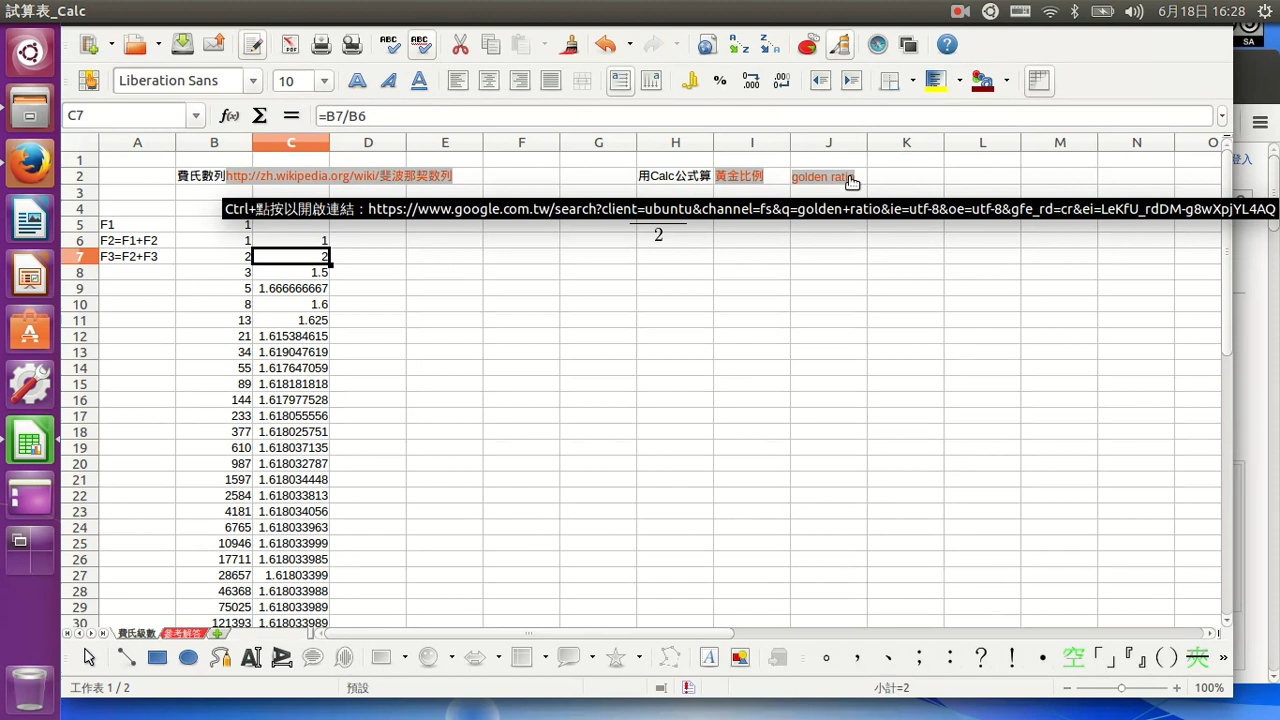 試算表_Calc
6月18日 16:28
SA
Liberation Sans
10
C7
=B7/B6
登入
A B C D E F G H I J K L M N O
1
2 費氏數列http://zh.wikipedia.org/wiki/斐波那契数列 用Calc公式算 黃金比例 golden ratio
3
4 Ctrl+點按以開啟連結：https://www.google.com.tw/search?client=ubuntu&channel=fs&q=golden+ratio&ie=utf-8&oe=utf-8&gfe_rd=cr&ei=LeKfU_rdDM-g8wXpjYL4AQ
5 F1 1
6 F2=F1+F2 1 1 2
7 F3=F2+F3 2 2
8 3 1.5
9 5 1.666666667
10 8 1.6
11 13 1.625
12 21 1.615384615
13 34 1.619047619
14 55 1.617647059
15 89 1.618181818
16 144 1.617977528
17 233 1.618055556
18 377 1.618025751
19 610 1.618037135
20 987 1.618032787
21 1597 1.618034448
22 2584 1.618033813
23 4181 1.618034056
24 6765 1.618033963
25 10946 1.618033999
26 17711 1.618033985
27 28657 1.61803399
28 46368 1.618033988
29 75025 1.618033989
30 121393 1.618033989
費氏級數 參考解答
空 「」 『』 () 夾
工作表 1 / 2 預設 小計=2 100%